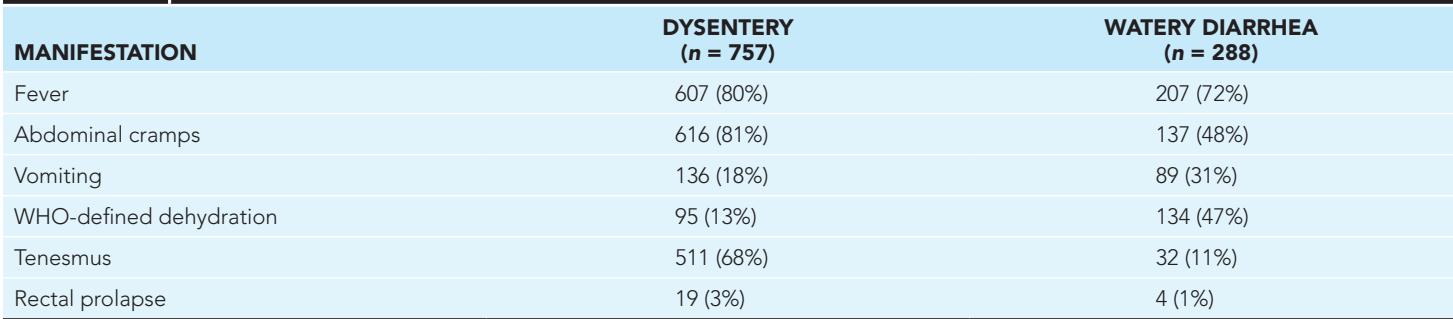 MANIFESTATION DYSENTERY (n = 757) WATERY DIARRHEA (n = 288)
Fever 607 (80%) 207 (72%)
Abdominal cramps 616 (81%) 137 (48%)
Vomiting 136 (18%) 89 (31%)
WHO-defined dehydration 95 (13%) 134 (47%)
Tenesmus 511 (68%) 32 (11%)
Rectal prolapse 19 (3%) 4 (1%)